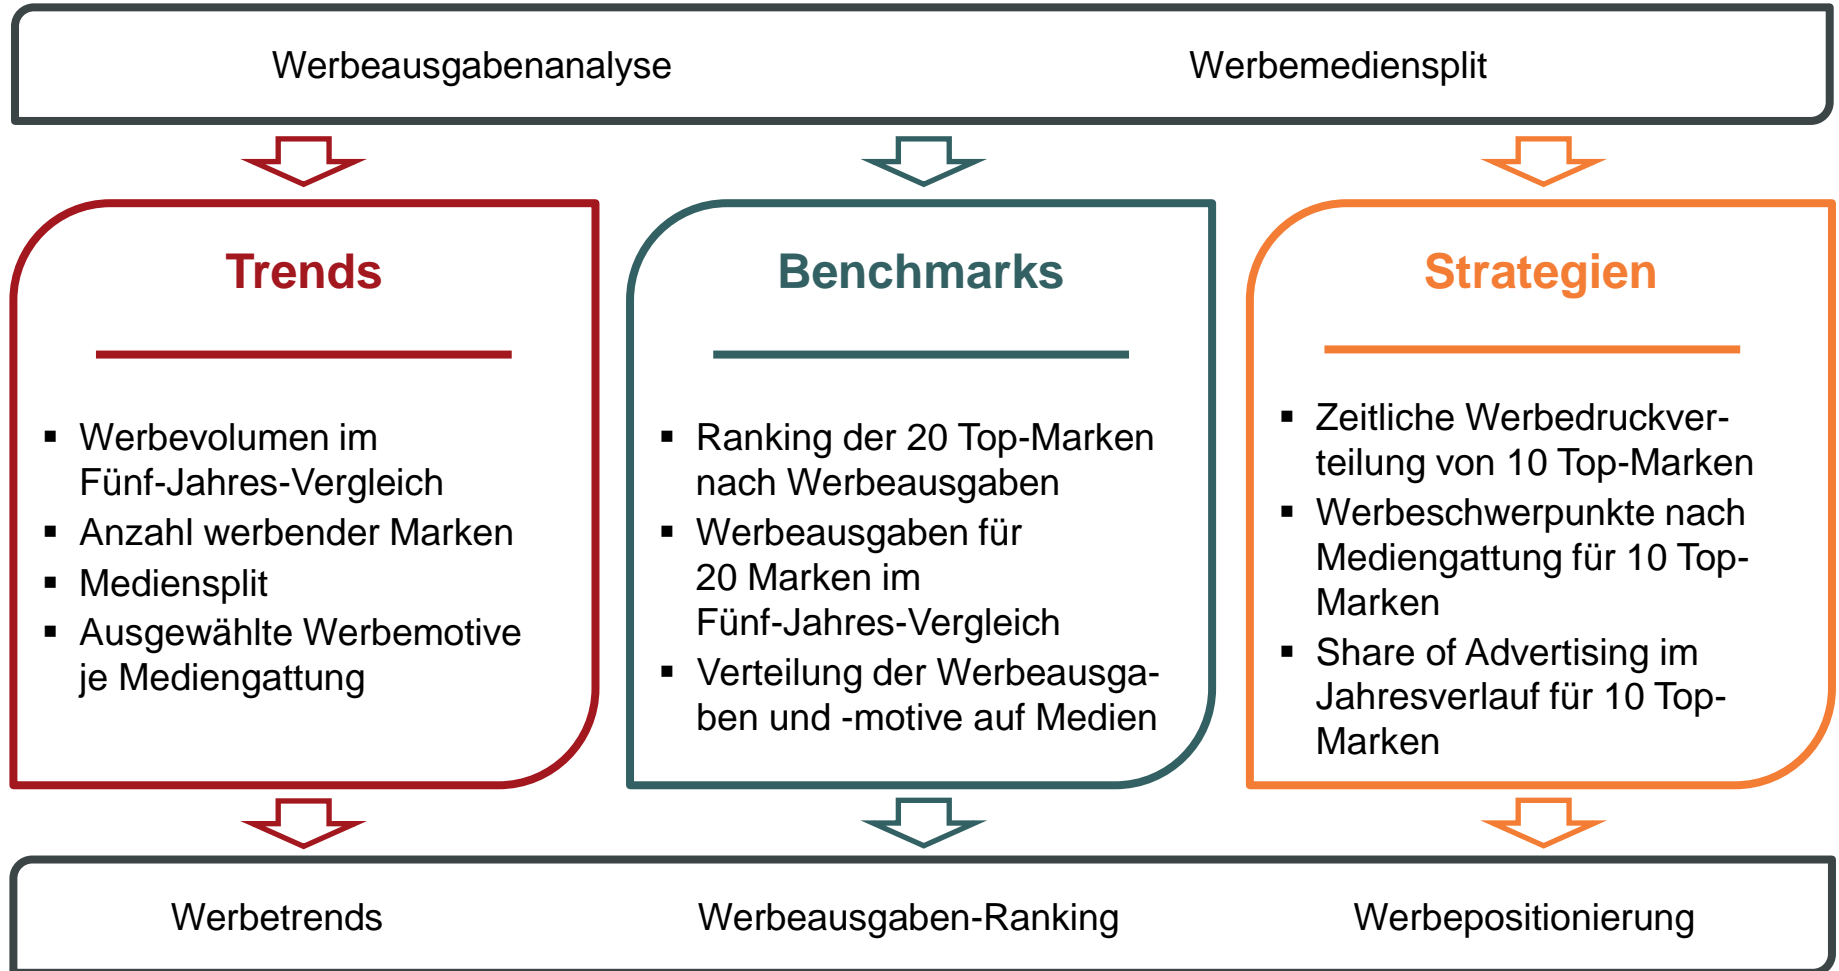 Werbeausgabenanalyse
Werbemediensplit
Trends
▪ Werbevolumen im
Fünf-Jahres-Vergleich
▪ Anzahl werbender Marken
▪ Mediensplit
▪ Ausgewählte Werbemotive
je Mediengattung
Benchmarks
▪ Ranking der 20 Top-Marken
nach Werbeausgaben
▪ Werbeausgaben für
20 Marken im
Fünf-Jahres-Vergleich
▪ Verteilung der Werbeausga-
ben und -motive auf Medien
Strategien
▪ Zeitliche Werbedruckver-
teilung von 10 Top-Marken
▪ Werbeschwerpunkte nach
Mediengattung für 10 Top-
Marken
▪ Share of Advertising im
Jahresverlauf für 10 Top-
Marken
Werbetrends
Werbeausgaben-Ranking
Werbepositionierung